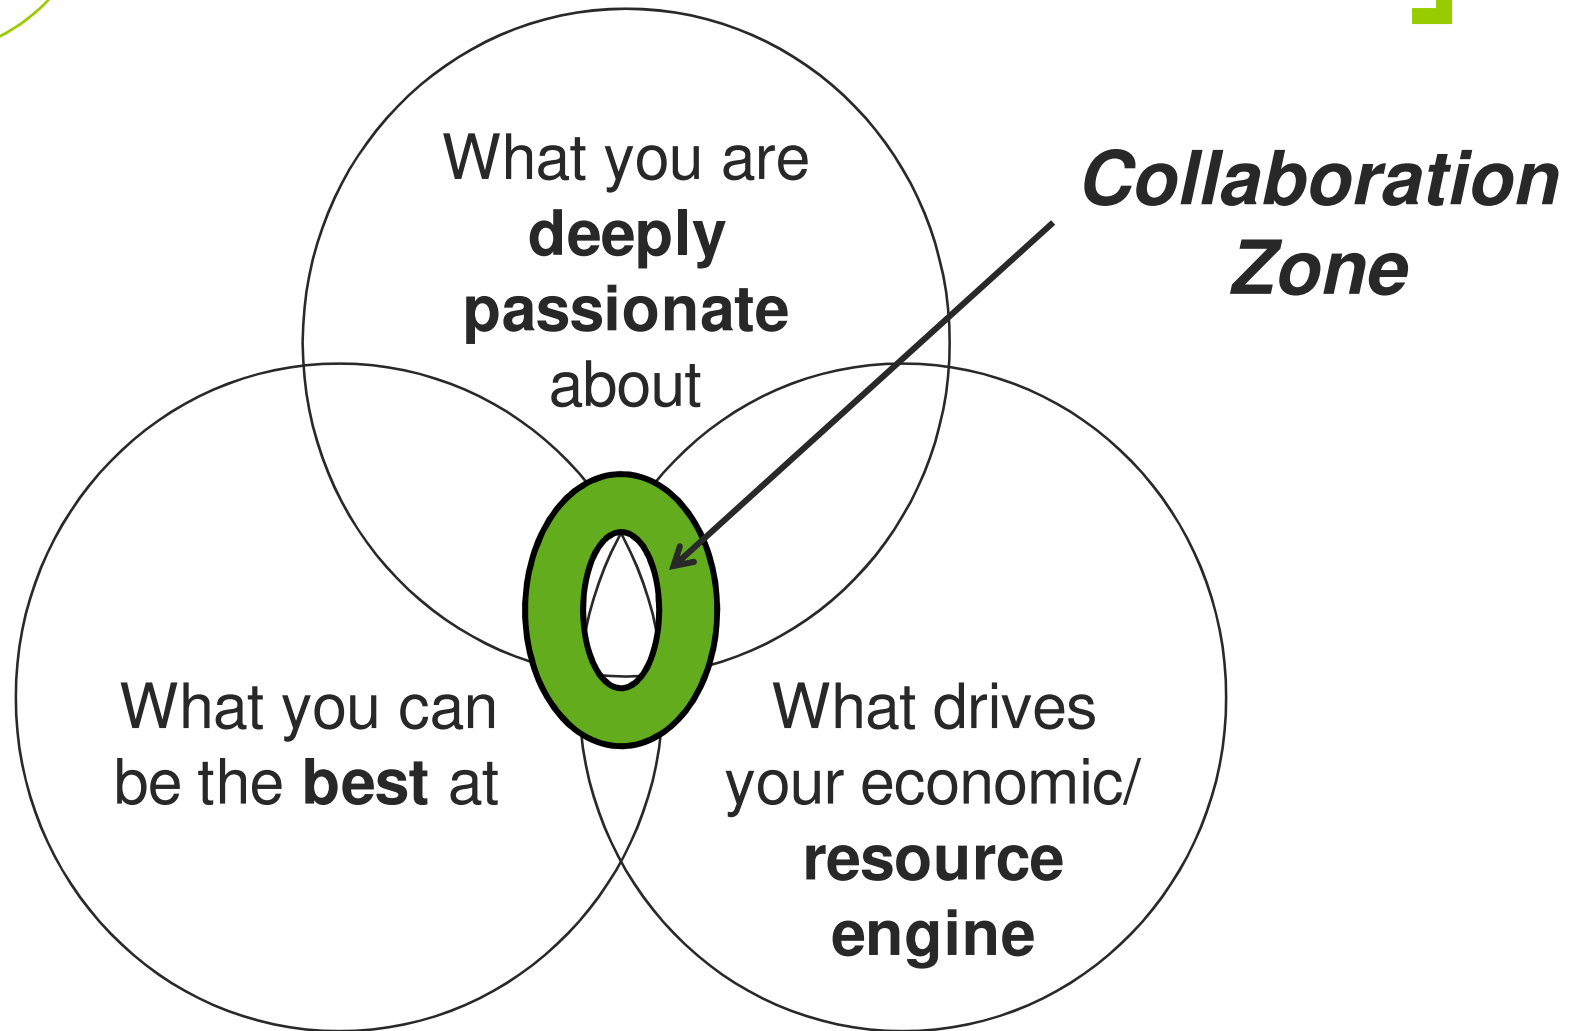 What you are
deeply
passionate
about
Collaboration
Zone
What you can
be the best at
What drives
your economic/
resource
engine